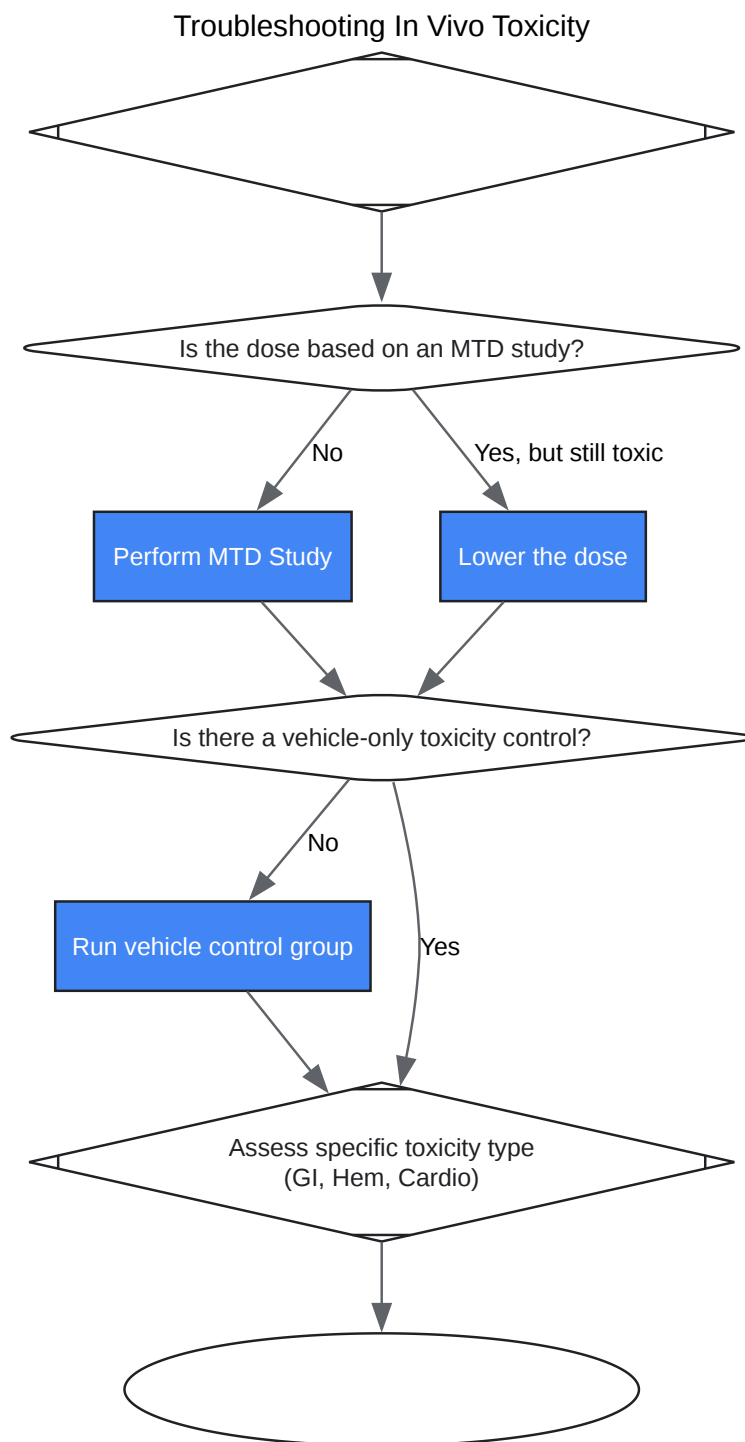 Troubleshooting In Vivo Toxicity
Is the dose based on an MTD study?
No
Yes, but still toxic
Perform MTD Study
Lower the dose
Is there a vehicle-only toxicity control?
No
Run vehicle control group
Yes
Assess specific toxicity type
(GI, Hem, Cardio)